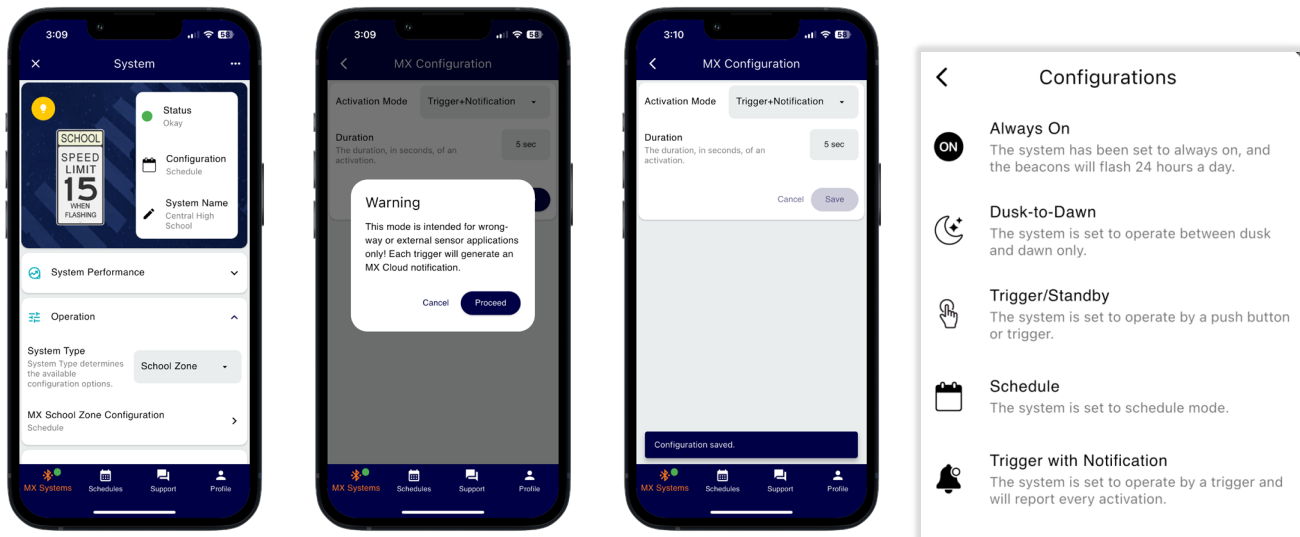 3:09
58
System
Status
Okay
SCHOOL
SPEED
LIMIT
15
WHEN
FLASHING
Configuration
Schedule
System Name
Central High
School
System Performance
Operation
System Type
System Type determines
the available
configuration options.
School Zone
MX School Zone Configuration
Schedule
MX Systems
Schedules
Support
Profile
3:09
58
MX Configuration
Activation Mode
Trigger+Notification
Duration
The duration, in seconds, of an
activation.
5 sec
Warning
This mode is intended for wrong-
way or external sensor applications
only! Each trigger will generate an
MX Cloud notification.
Cancel
Proceed
MX Systems
Schedules
Support
Profile
3:10
58
MX Configuration
Activation Mode
Trigger+Notification
Duration
The duration, in seconds, of an
activation.
5 sec
Cancel
Save
Configuration saved.
MX Systems
Schedules
Support
Profile
Configurations
ON
Always On
The system has been set to always on, and
the beacons will flash 24 hours a day.
Dusk-to-Dawn
The system is set to operate between dusk
and dawn only.
Trigger/Standby
The system is set to operate by a push button
or trigger.
Schedule
The system is set to schedule mode.
Trigger with Notification
The system is set to operate by a trigger and
will report every activation.